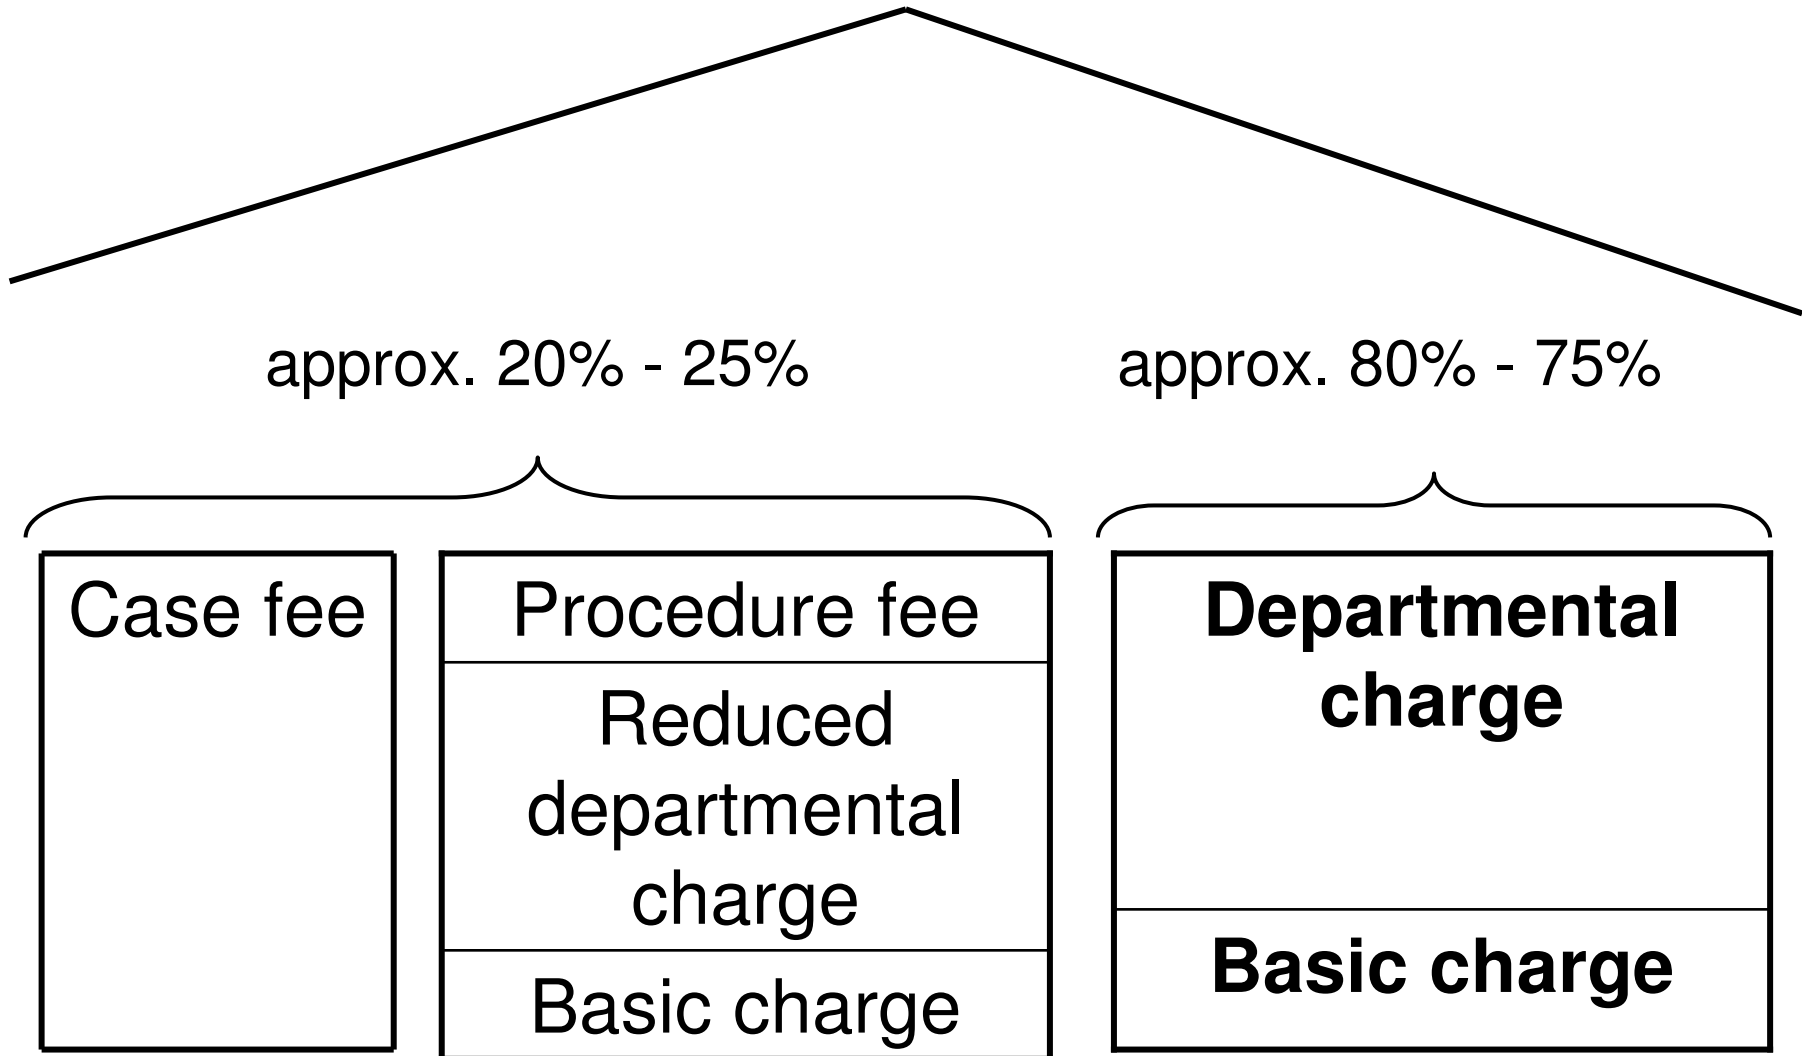 approx. 20% - 25%
approx. 80% - 75%
Case fee
Procedure fee
Reduced
departmental
charge
Basic charge
Departmental
charge
Basic charge